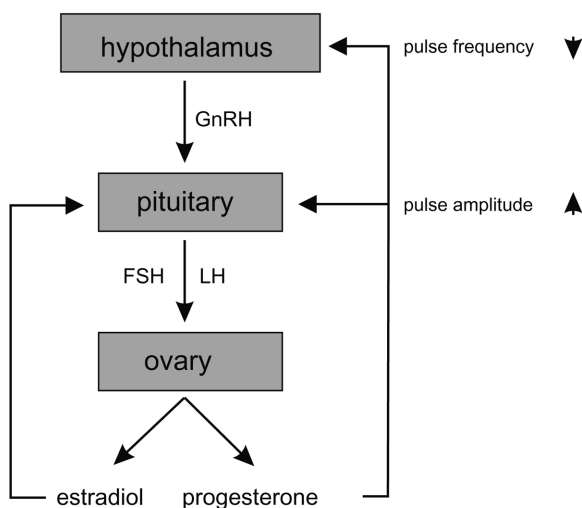 hypothalamus
pulse frequency
GnRH
pituitary
pulse amplitude
FSH LH
ovary
estradiol progesterone